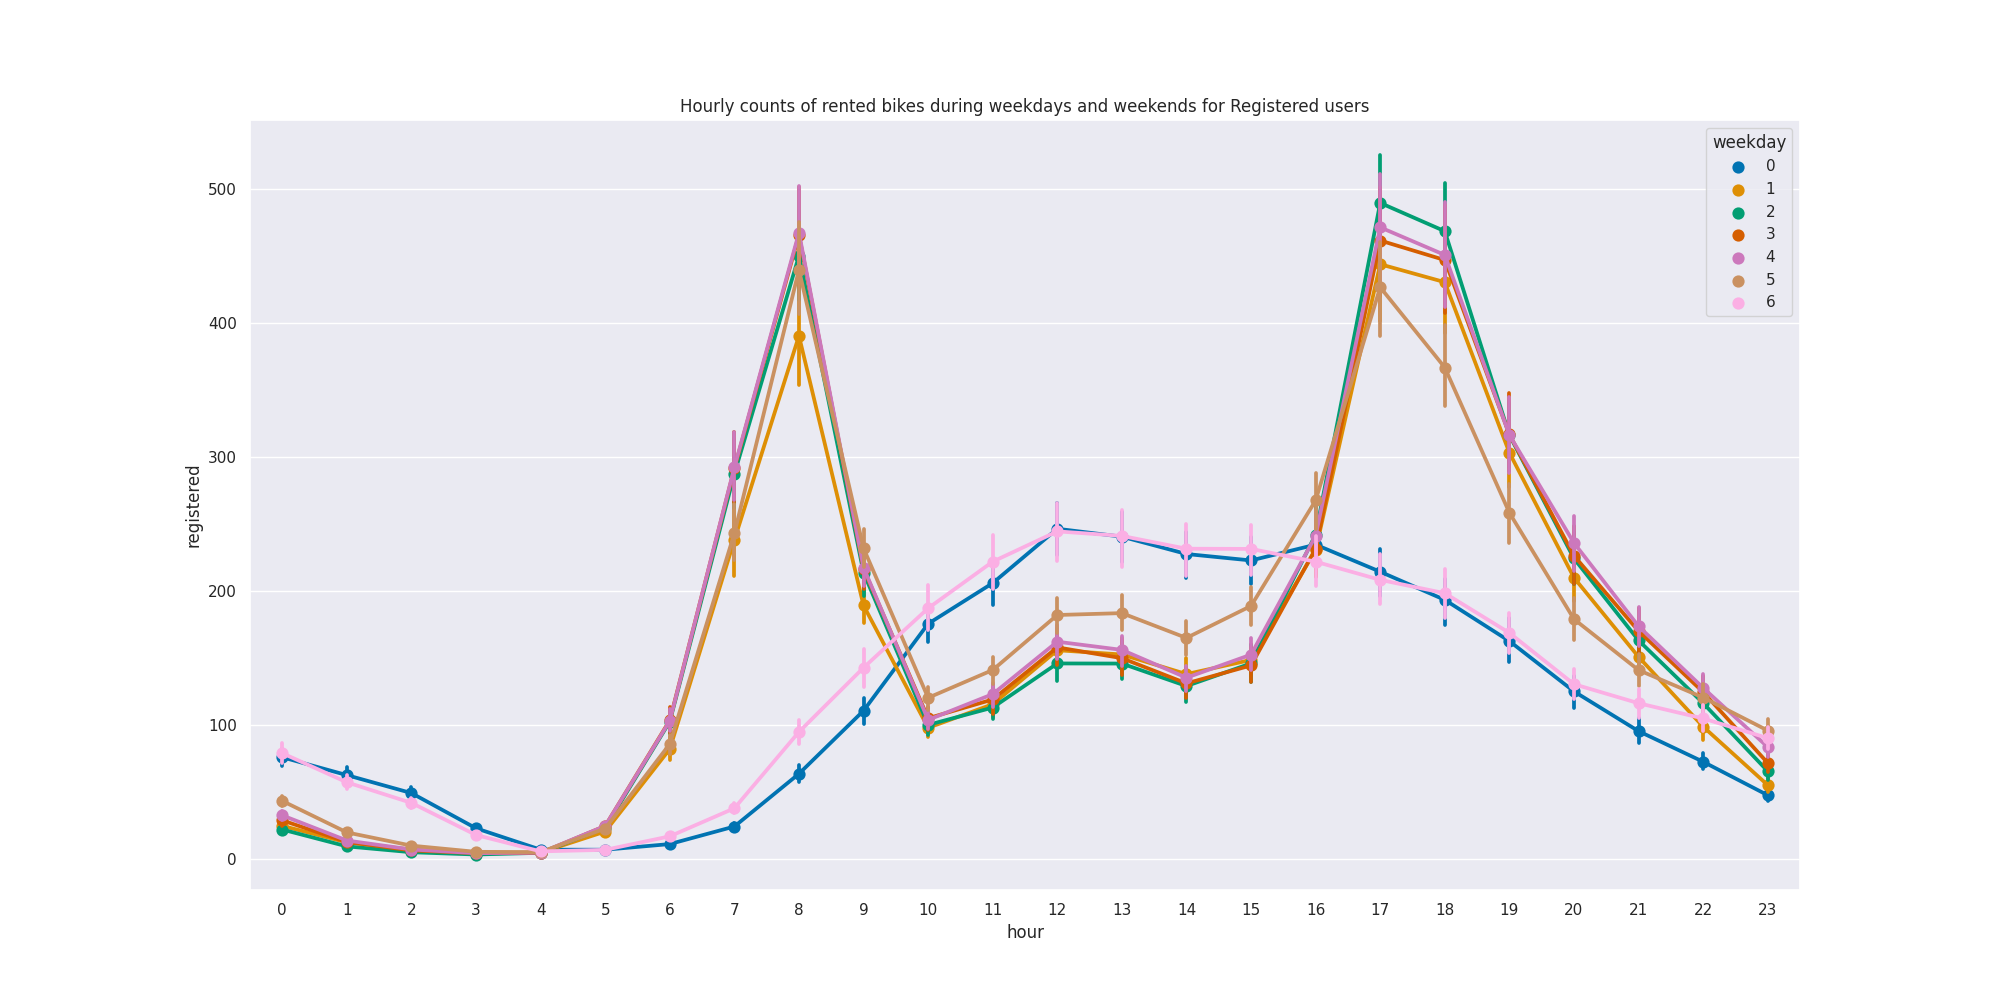 Hourly counts of rented bikes during weekdays and weekends for Registered users
weekday
0
1
2
3
4
5
6
registered
500
400
300
200
100
0
0 1 2 3 4 5 6 7 8 9 10 11 12 13 14 15 16 17 18 19 20 21 22 23
hour